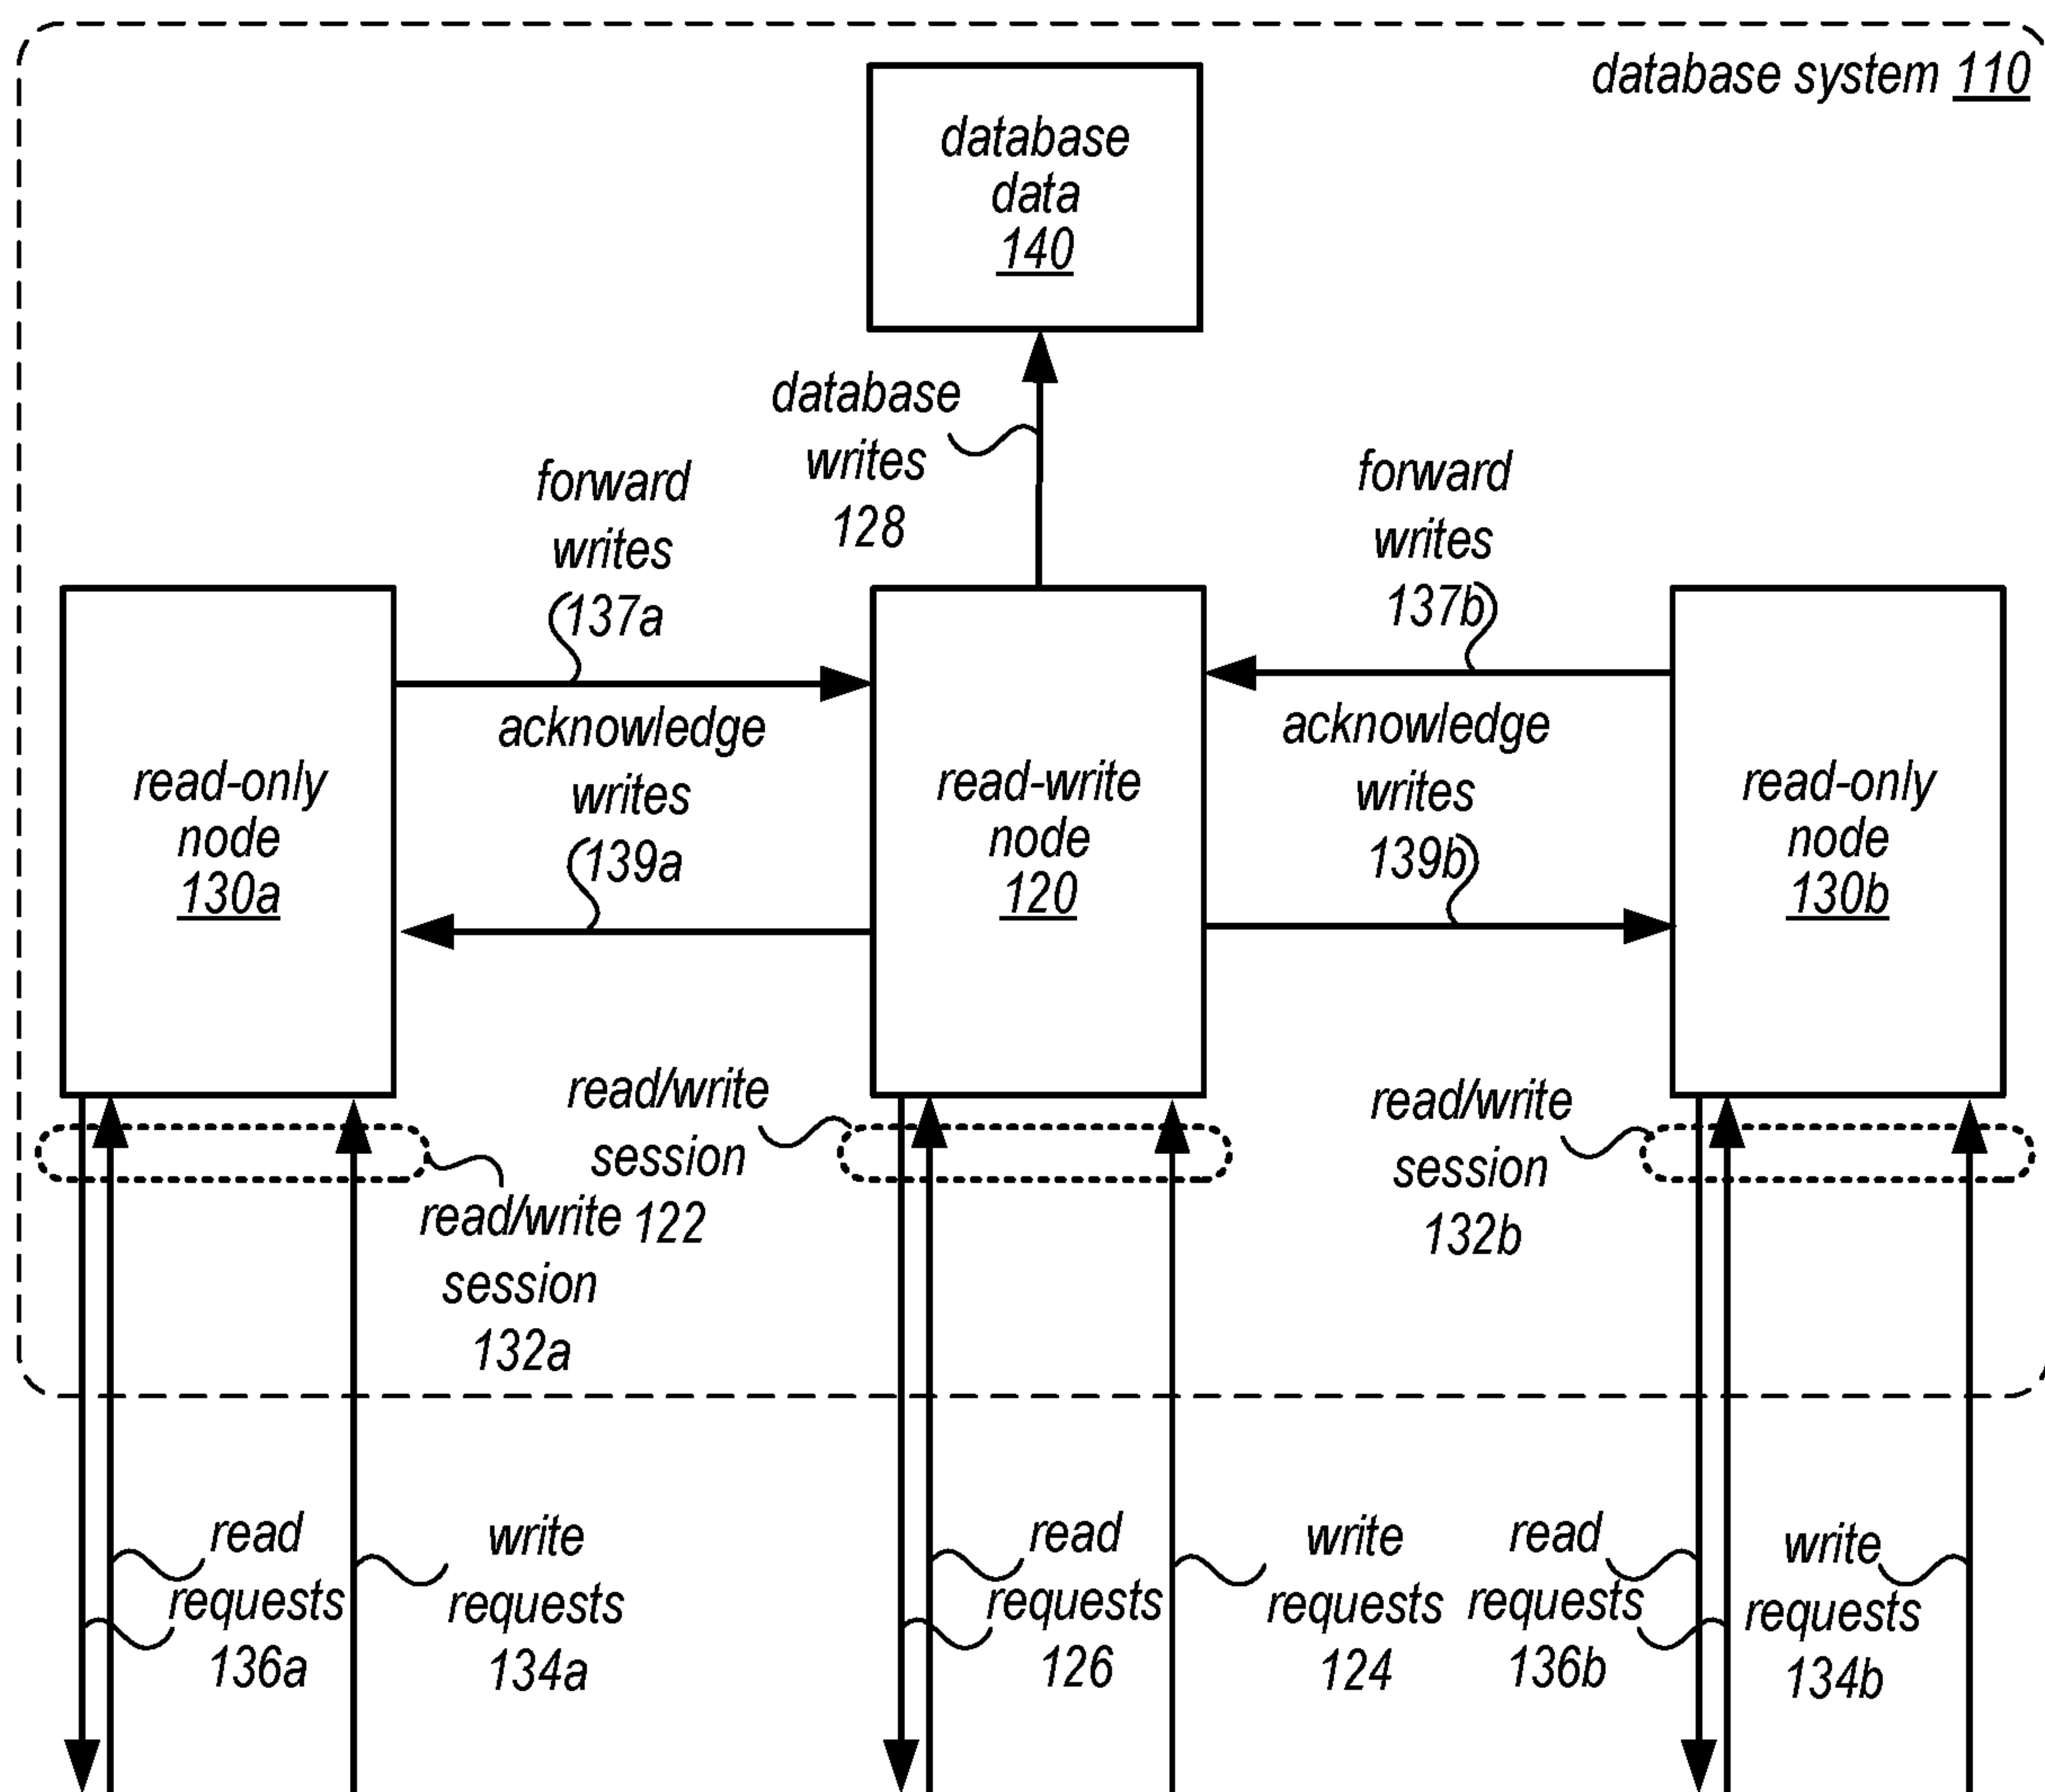 database system 110
database
data
140
database
writes
128
forward
writes
137a
forward
writes
137b
read-only
node
130a
acknowledge
writes
139a
read-write
node
120
acknowledge
writes
139b
read-only
node
130b
read/write
session
122
read/write
session
132a
read/write
session
132b
read
requests
136a
write
requests
134a
read
requests
126
write
requests
124
read
requests
136b
write
requests
134b